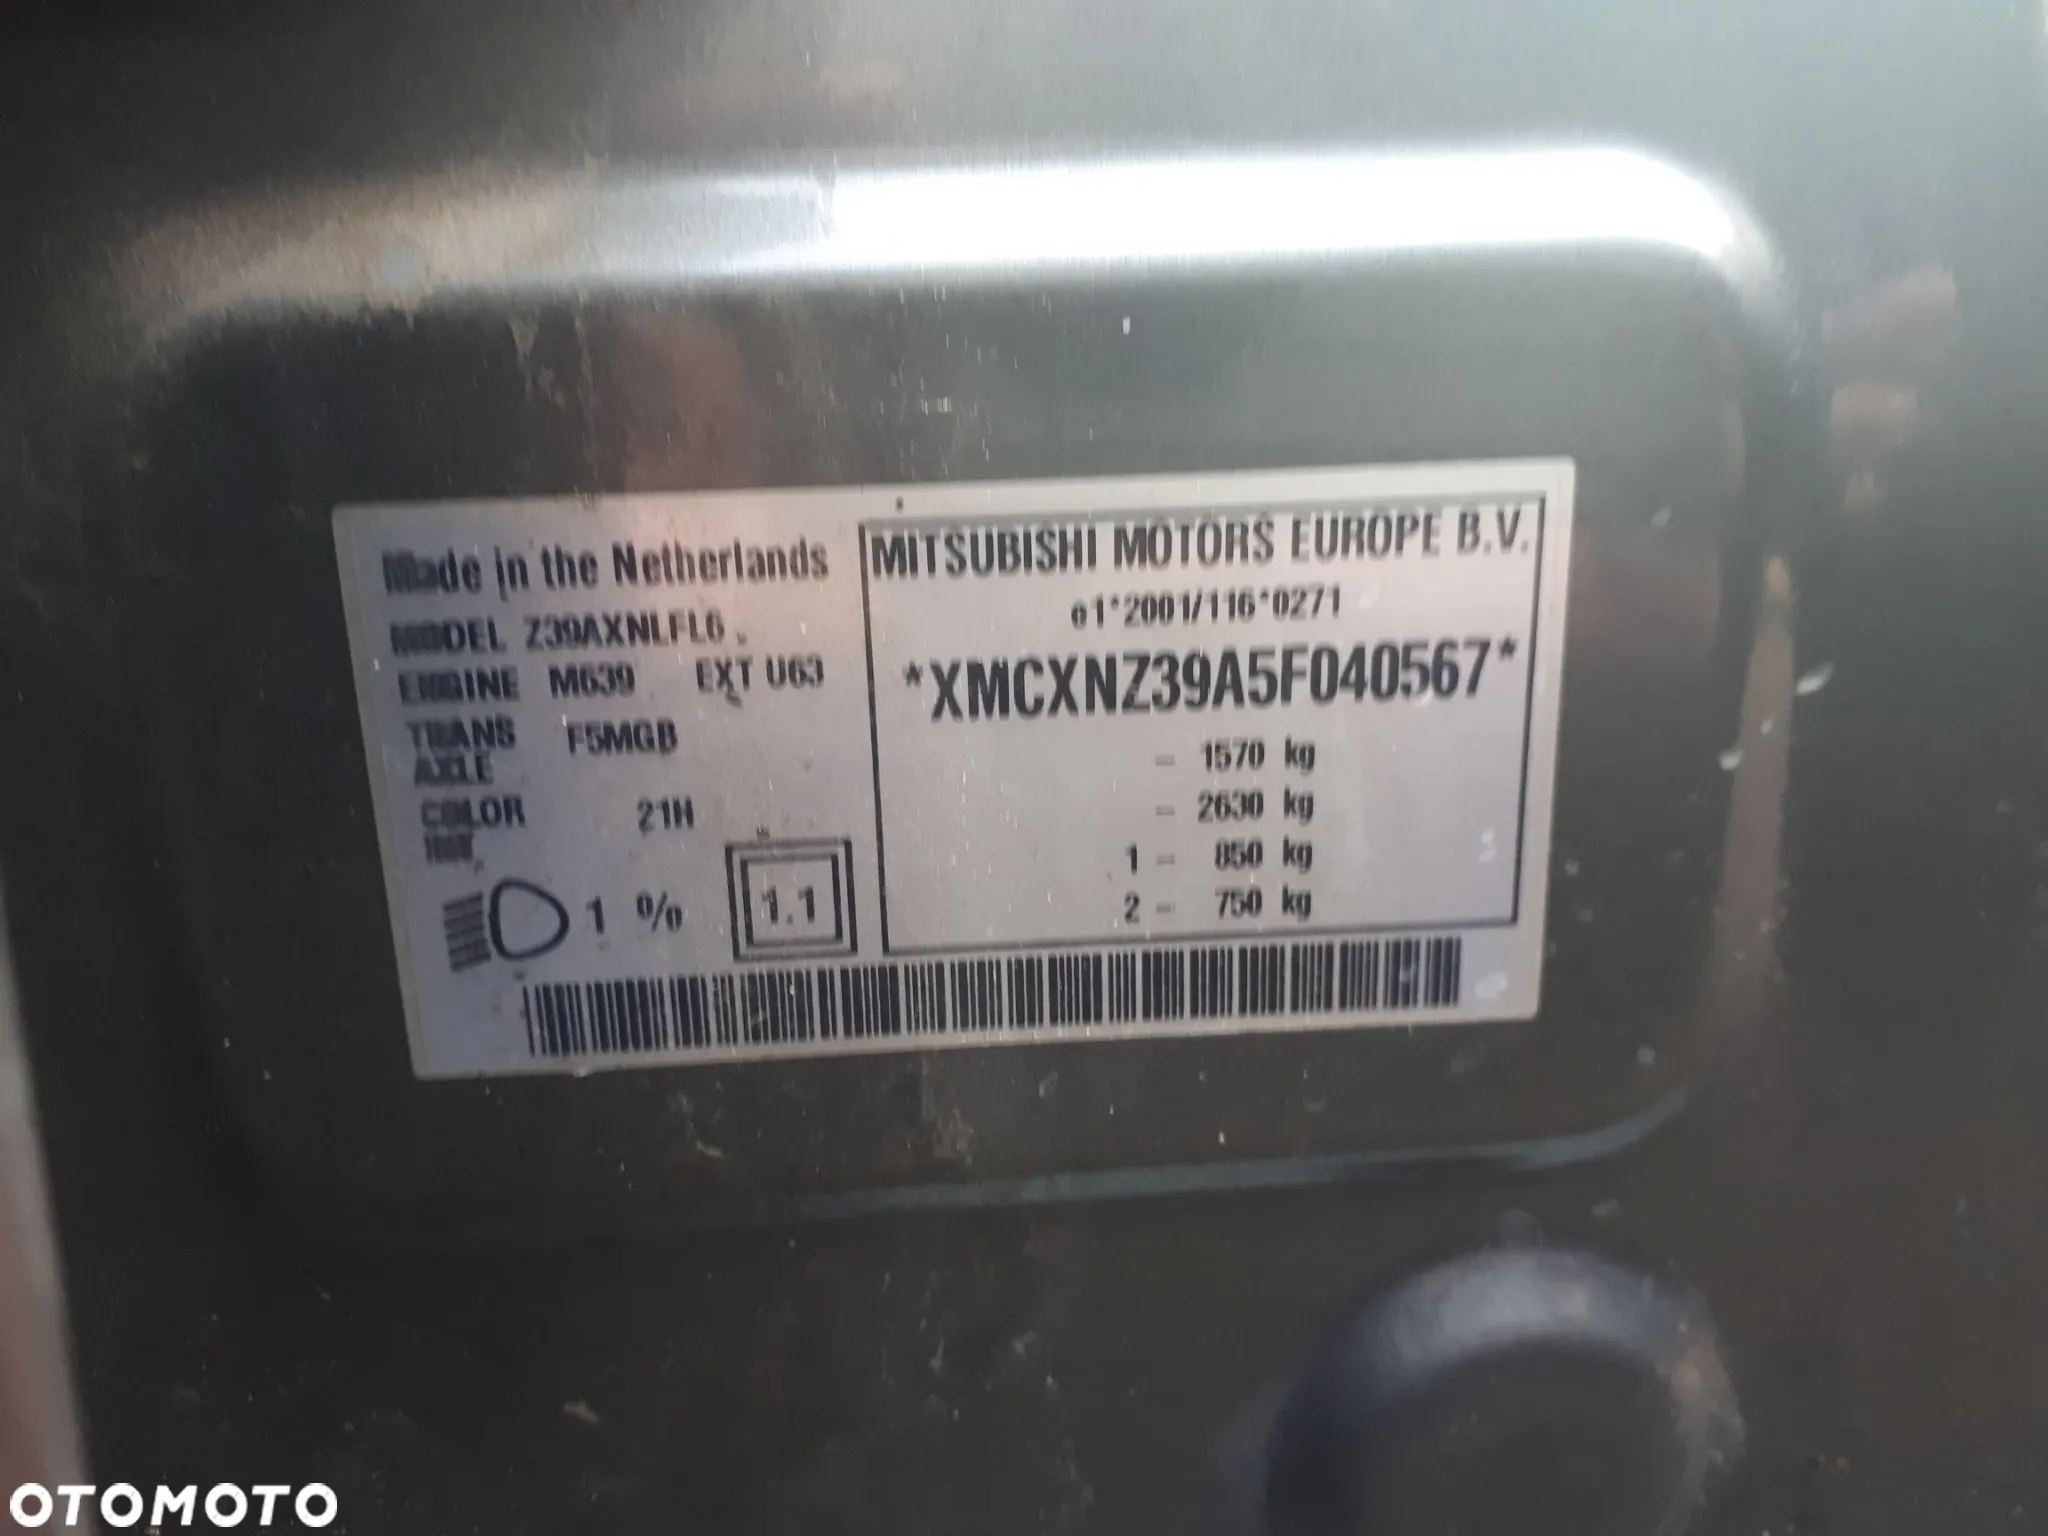 Made in the Netherlands
MODEL Z39AXNLFL6
ENGINE M639 EXT U63
TRANS F5MGB
AXLE
COLOR 21H
1 %
1.1
MITSUBISHI MOTORS EUROPE B.V.
e1*2001/116*0271
*XMCXNZ39A5F040567*
- 1570 kg
- 2630 kg
1 - 850 kg
2 - 750 kg
OTOMOTO